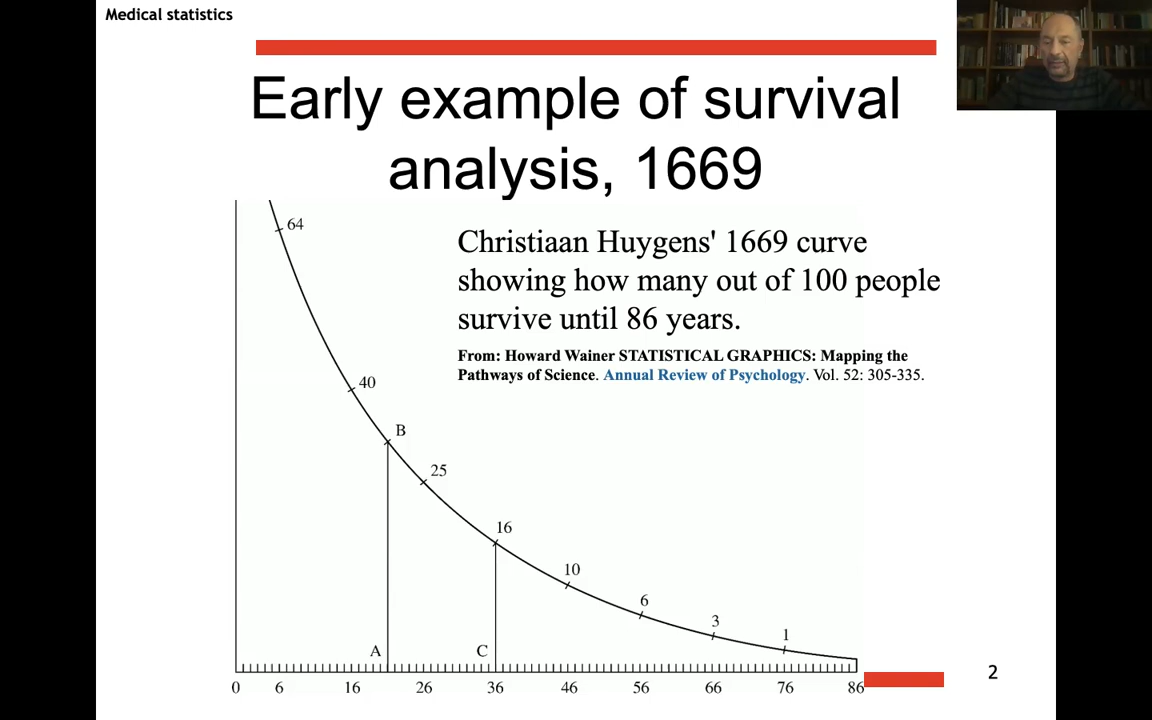 Medical statistics
Early example of survival
analysis, 1669
64
Christiaan Huygens' 1669 curve
showing how many out of 100 people
survive until 86 years.
From: Howard Wainer STATISTICAL GRAPHICS: Mapping the
Pathways of Science. Annual Review of Psychology. Vol. 52: 305-335.
40
B
25
16
10
6
3
1
A
C
2
0 6 16 26 36 46 56 66 76 86